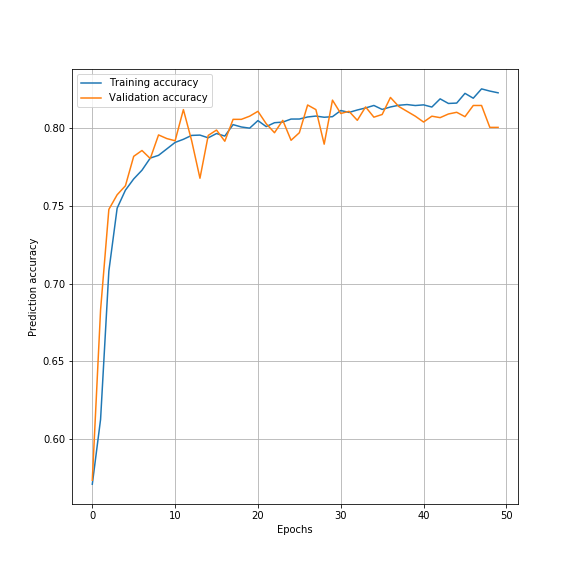 Training accuracy
Validation accuracy
0.80
0.75
0.70
0.65
0.60
Prediction accuracy
0 10 20 30 40 50
Epochs